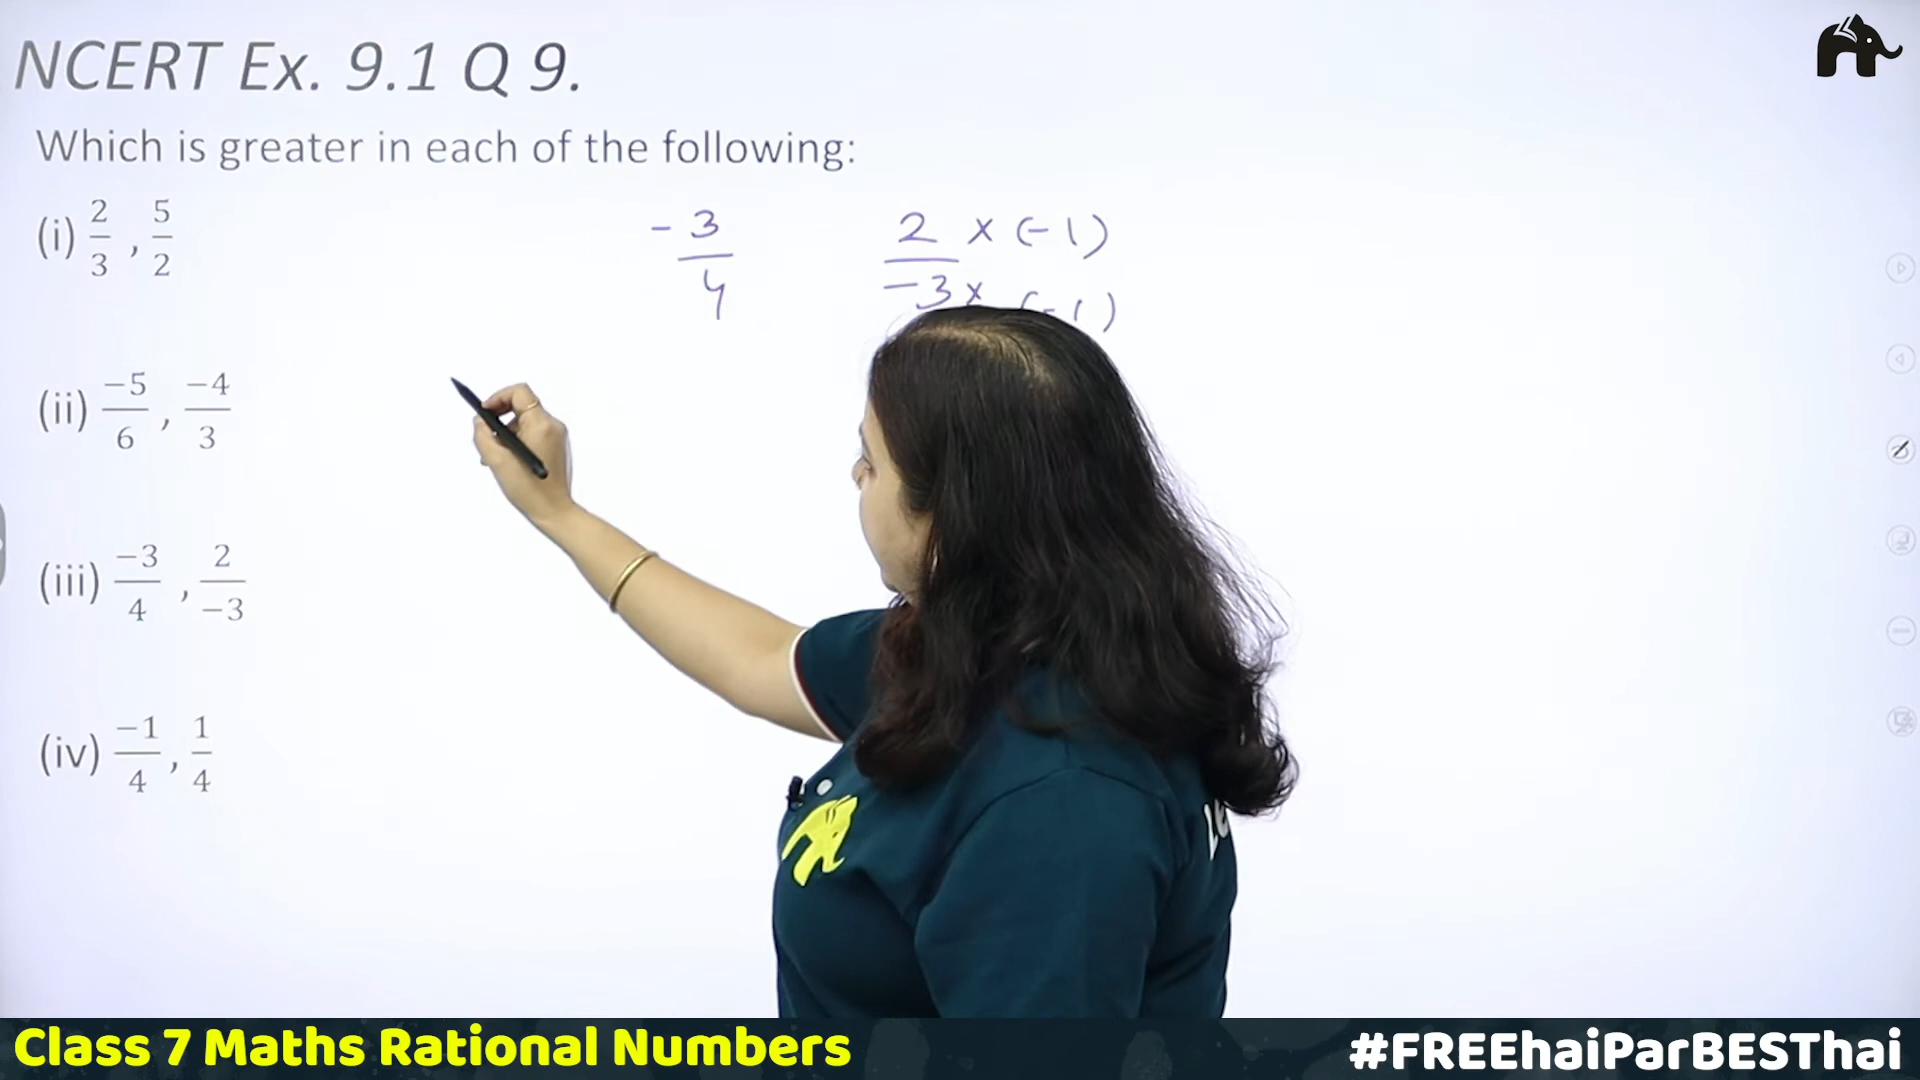 NCERT Ex. 9.1 Q 9.
Which is greater in each of the following:
(i) 2/3 , 5/2
-3/4
2 × (-1)
-3 × (-1)
(ii) −5/6 , −4/3
(iii) −3/4 , 2/−3
(iv) −1/4 , 1/4
Class 7 Maths Rational Numbers
#FREEhaiParBESThai